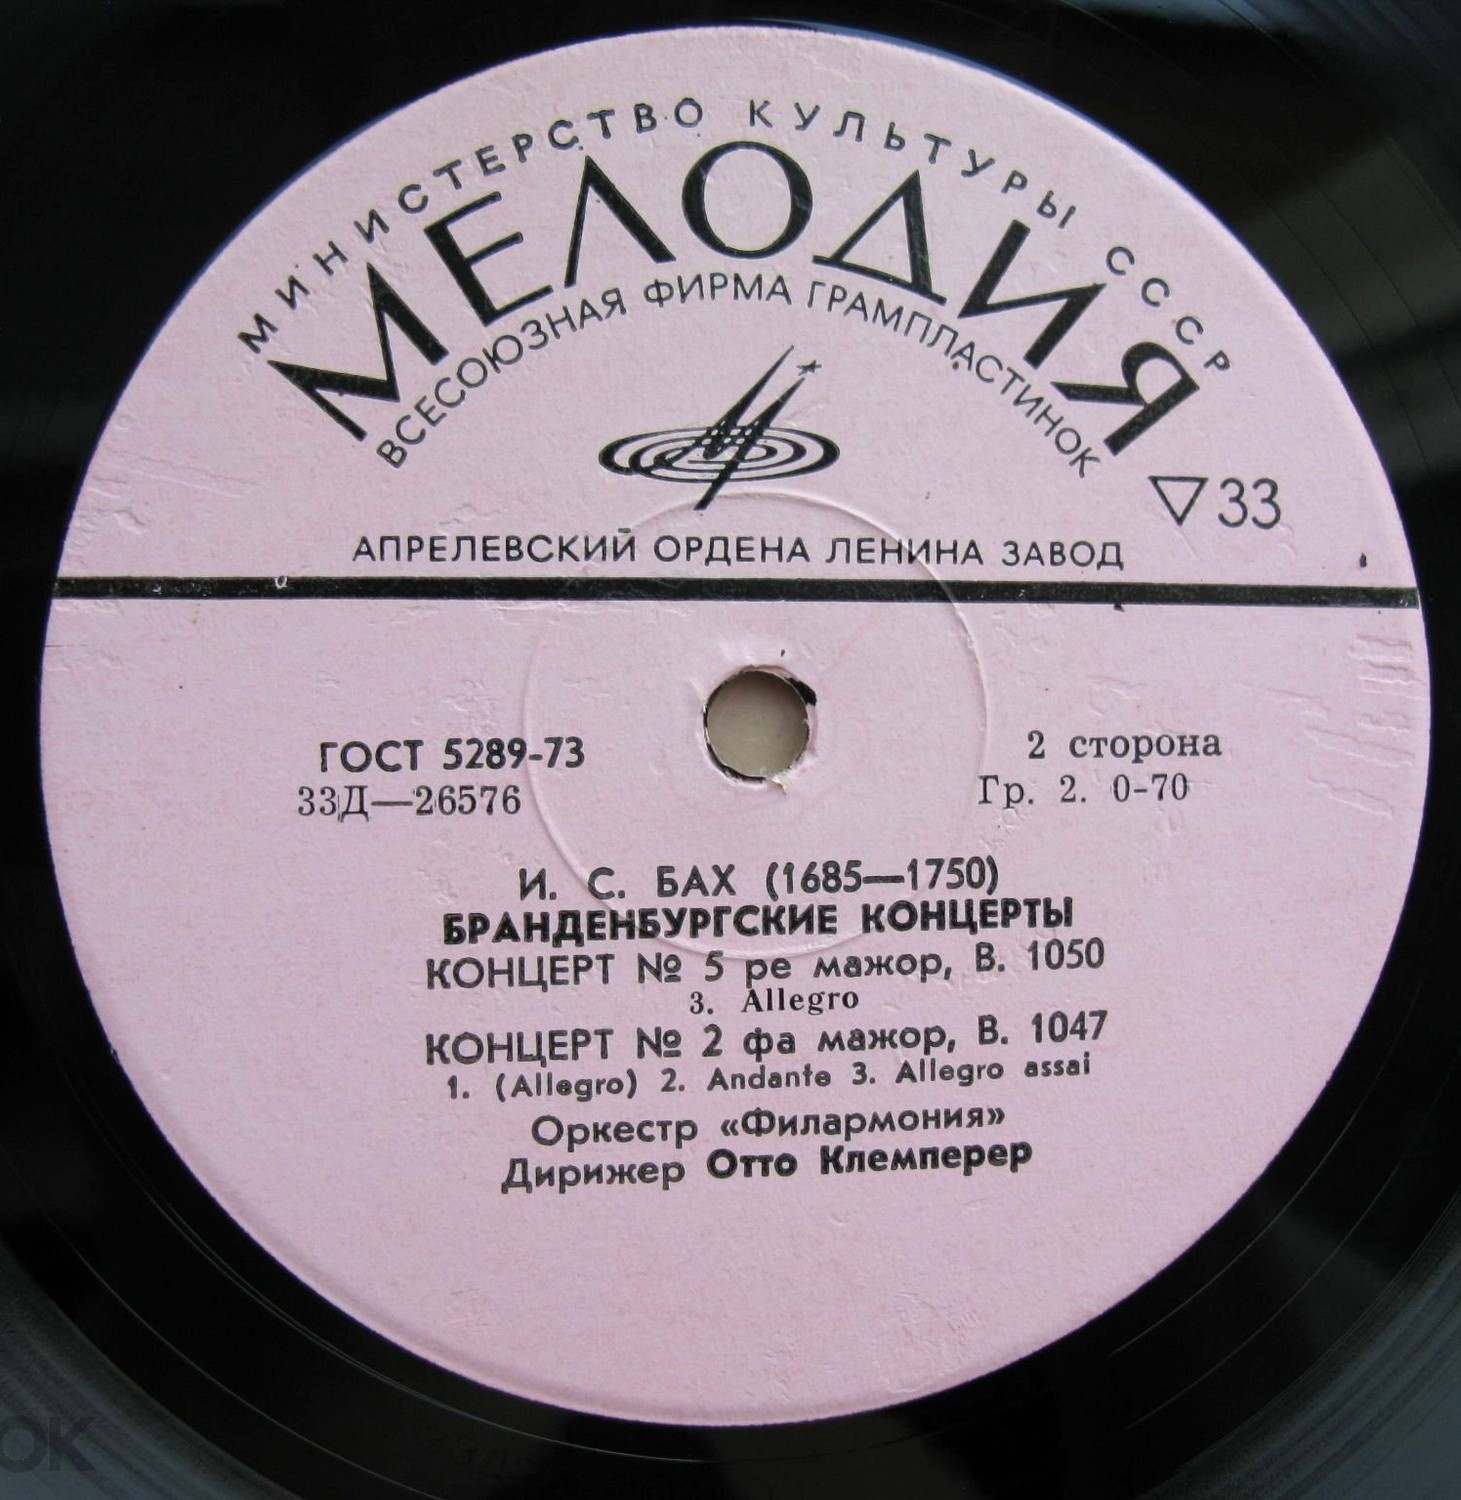 МИНИСТЕРСТВО КУЛЬТУРЫ СССР
МЕЛОДИЯ
ВСЕСОЮЗНАЯ ФИРМА ГРАМПЛАСТИНОК
▽33
АПРЕЛЕВСКИЙ ОРДЕНА ЛЕНИНА ЗАВОД
ГОСТ 5289-73
33Д—26576
2 сторона
Гр. 2. 0-70
И. С. БАХ (1685—1750)
БРАНДЕНБУРГСКИЕ КОНЦЕРТЫ
КОНЦЕРТ № 5 ре мажор, В. 1050
3. Allegro
КОНЦЕРТ № 2 фа мажор, В. 1047
1. (Allegro) 2. Andante 3. Allegro assai
Оркестр «Филармония»
Дирижер Отто Клемперер